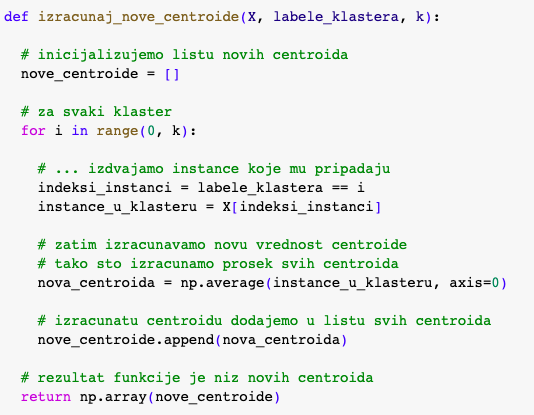 def izracunaj_nove_centroide(X, labele_klastera, k):
# inicijalizujemo listu novih centroida
nove_centroide = []
# za svaki klaster
for i in range(0, k):
# ... izdvajamo instance koje mu pripadaju
indeksi_instanci = labele_klastera == i
instance_u_klasteru = X[indeksi_instanci]
# zatim izracunavamo novu vrednost centroide
# tako sto izracunamo prosek svih centroida
nova_centroida = np.average(instance_u_klasteru, axis=0)
# izracunatu centroidu dodajemo u listu svih centroida
nove_centroide.append(nova_centroida)
# rezultat funkcije je niz novih centroida
return np.array(nove_centroide)